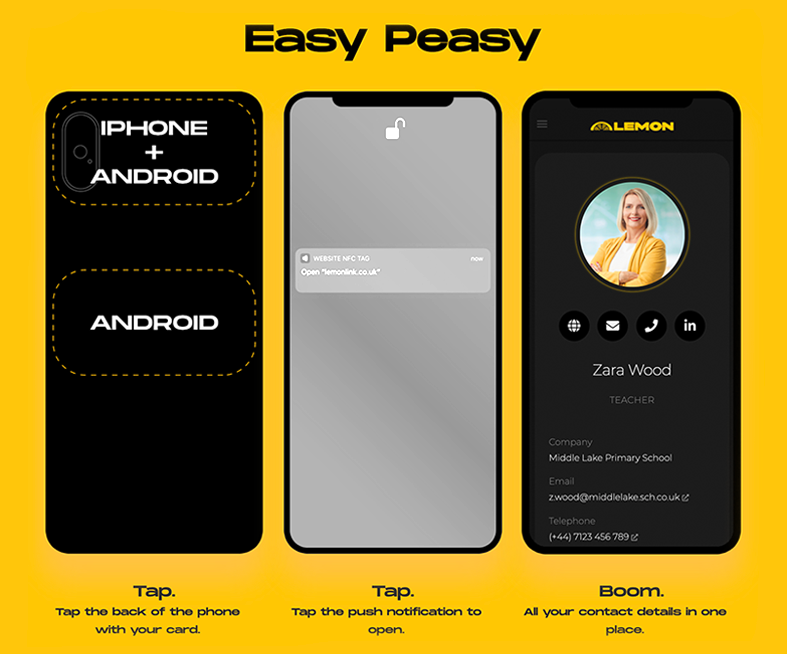 Easy Peasy
IPHONE
+
ANDROID
ANDROID
WEBSITE NFC TAG
now
Open "lemonlink.co.uk"
LEMON
in
Zara Wood
TEACHER
Company
Middle Lake Primary School
Email
z.wood@middlelake.sch.co.uk
Telephone
(+44) 7123 456 789
Tap.
Tap the back of the phone
with your card.
Tap.
Tap the push notification to
open.
Boom.
All your contact details in one
place.